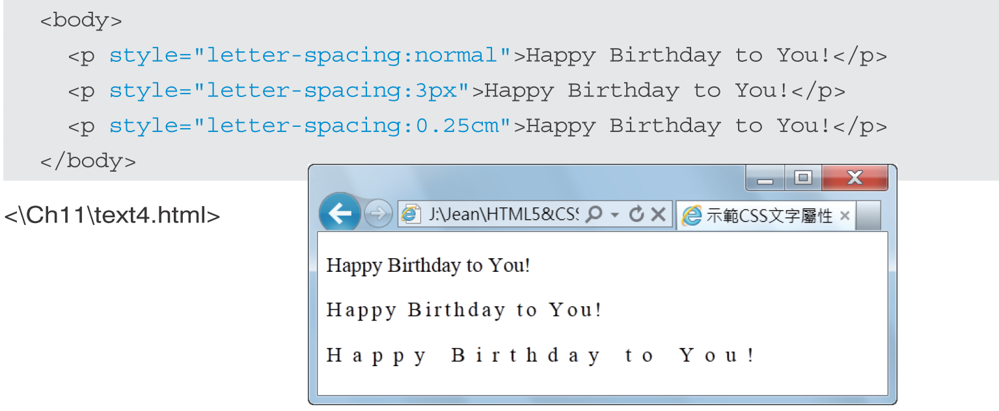 <body>
<p style="letter-spacing:normal">Happy Birthday to You!</p>
<p style="letter-spacing:3px">Happy Birthday to You!</p>
<p style="letter-spacing:0.25cm">Happy Birthday to You!</p>
</body>
<\Ch11\text4.html>
J:\Jean\HTML5&CSS
示範CSS文字屬性
Happy Birthday to You!
Happy Birthday to You!
Happy Birthday to You!